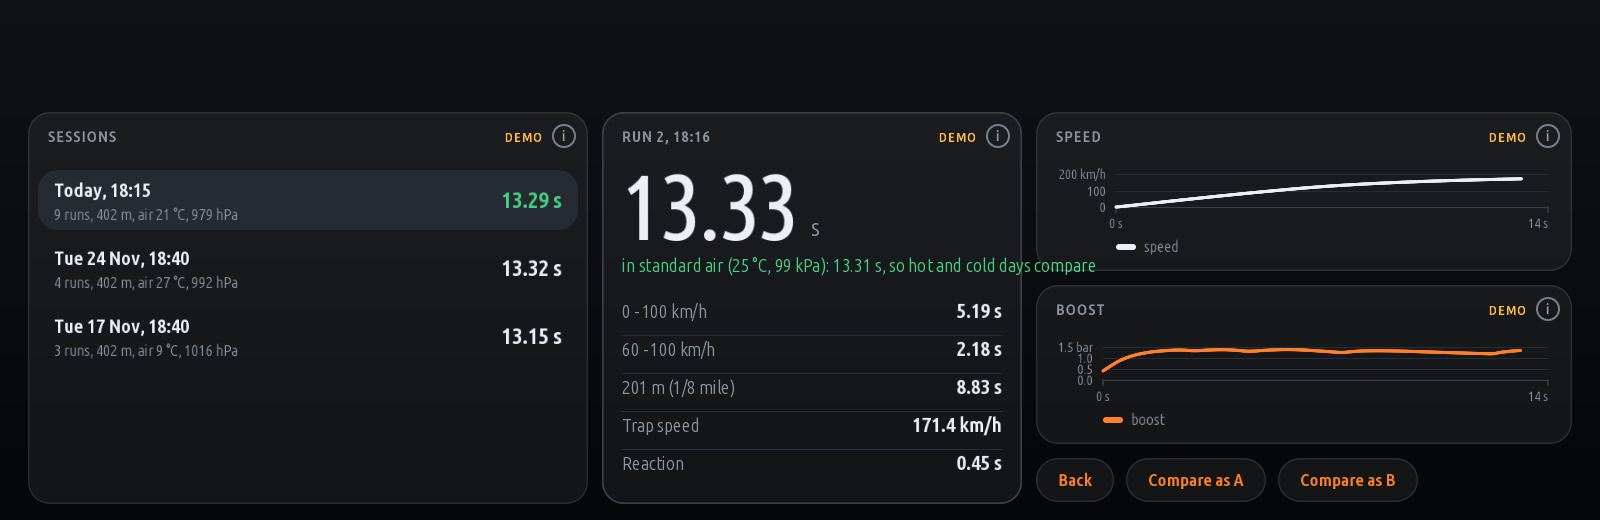 SESSIONS
DEMO
i
Today, 18:15
13.29 s
9 runs, 402 m, air 21 °C, 979 hPa
Tue 24 Nov, 18:40
13.32 s
4 runs, 402 m, air 27 °C, 992 hPa
Tue 17 Nov, 18:40
13.15 s
3 runs, 402 m, air 9 °C, 1016 hPa
RUN 2, 18:16
DEMO
i
13.33 s
in standard air (25 °C, 99 kPa): 13.31 s, so hot and cold days compare
0 - 100 km/h
5.19 s
60 - 100 km/h
2.18 s
201 m (1/8 mile)
8.83 s
Trap speed
171.4 km/h
Reaction
0.45 s
SPEED
DEMO
i
200 km/h
100
0
0 s
14 s
speed
BOOST
DEMO
i
1.5 bar
1.0
0.5
0.0
0 s
14 s
boost
Back
Compare as A
Compare as B